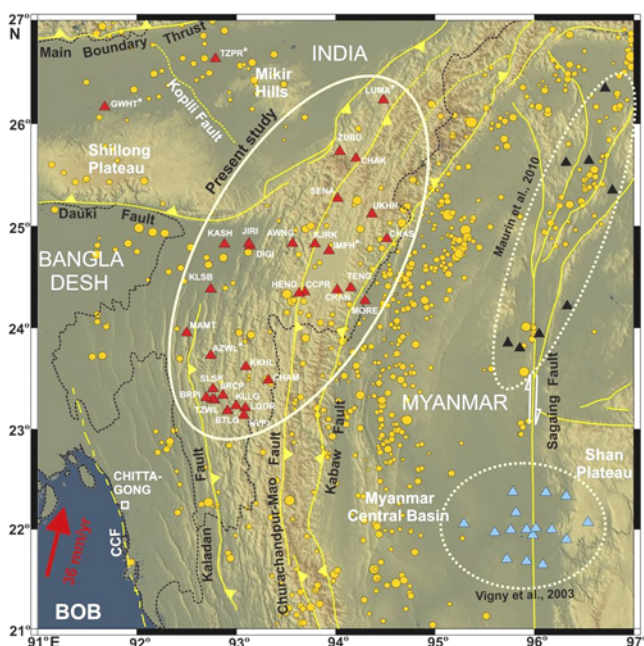 27°
N
Main Boundary Thrust
TZPR*
INDIA
Kopili Fault
Mikir
Hills
GWHT*
LUMA*
26°
Shillong
Plateau
Present study
ZUBU
CHAK
Maurin et al., 2010
SENA
UKHR
Dauki Fault
25°
KASH
JIRI
DIGI
AWNG
KJRK
IMPH*
CHAS
BANGLA
DESH
KLSB
HENG
CCPR
TENG
CHAN
MORE
24°
MAMT
AZWL*
KKHL
CHAM
SLSK
SRCP
BRPI
KLLG
LGDR
TZWL
BTLG
MYANMAR
Sagaing Fault
23°
Shan
Plateau
CHITTA-
GONG
CCF
Kaladan Fault
Churachandpur-Mao Fault
Kabaw Fault
Myanmar
Central Basin
22°
36 mm/yr
BOB
Vigny et al., 2003
21°
91°E 92° 93° 94° 95° 96° 97°